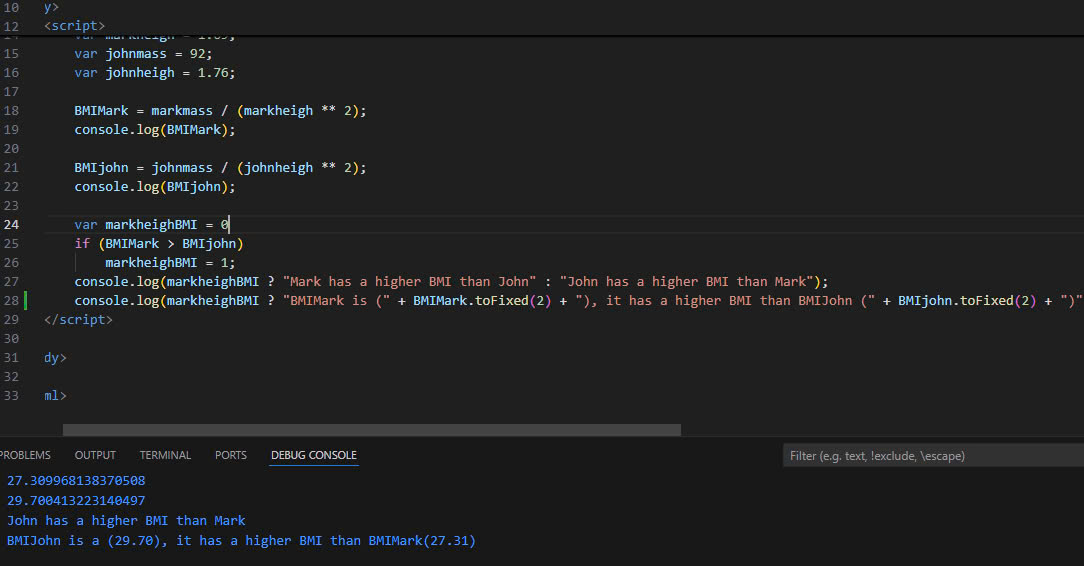 10 y>
12 <script>
14 var markheigh = 1.69;
15 var johnmass = 92;
16 var johnheigh = 1.76;
17
18 BMIMark = markmass / (markheigh ** 2);
19 console.log(BMIMark);
20
21 BMIjohn = johnmass / (johnheigh ** 2);
22 console.log(BMIjohn);
23
24 var markheighBMI = 0
25 if (BMIMark > BMIjohn)
26 markheighBMI = 1;
27 console.log(markheighBMI ? "Mark has a higher BMI than John" : "John has a higher BMI than Mark");
28 console.log(markheighBMI ? "BMIMark is (" + BMIMark.toFixed(2) + "), it has a higher BMI than BMIJohn (" + BMIjohn.toFixed(2) + ")"
29 </script>
30
31 dy>
32
33 ml>
PROBLEMS OUTPUT TERMINAL PORTS DEBUG CONSOLE Filter (e.g. text, !exclude, \escape)
27.309968138370508
29.700413223140497
John has a higher BMI than Mark
BMIJohn is a (29.70), it has a higher BMI than BMIMark(27.31)